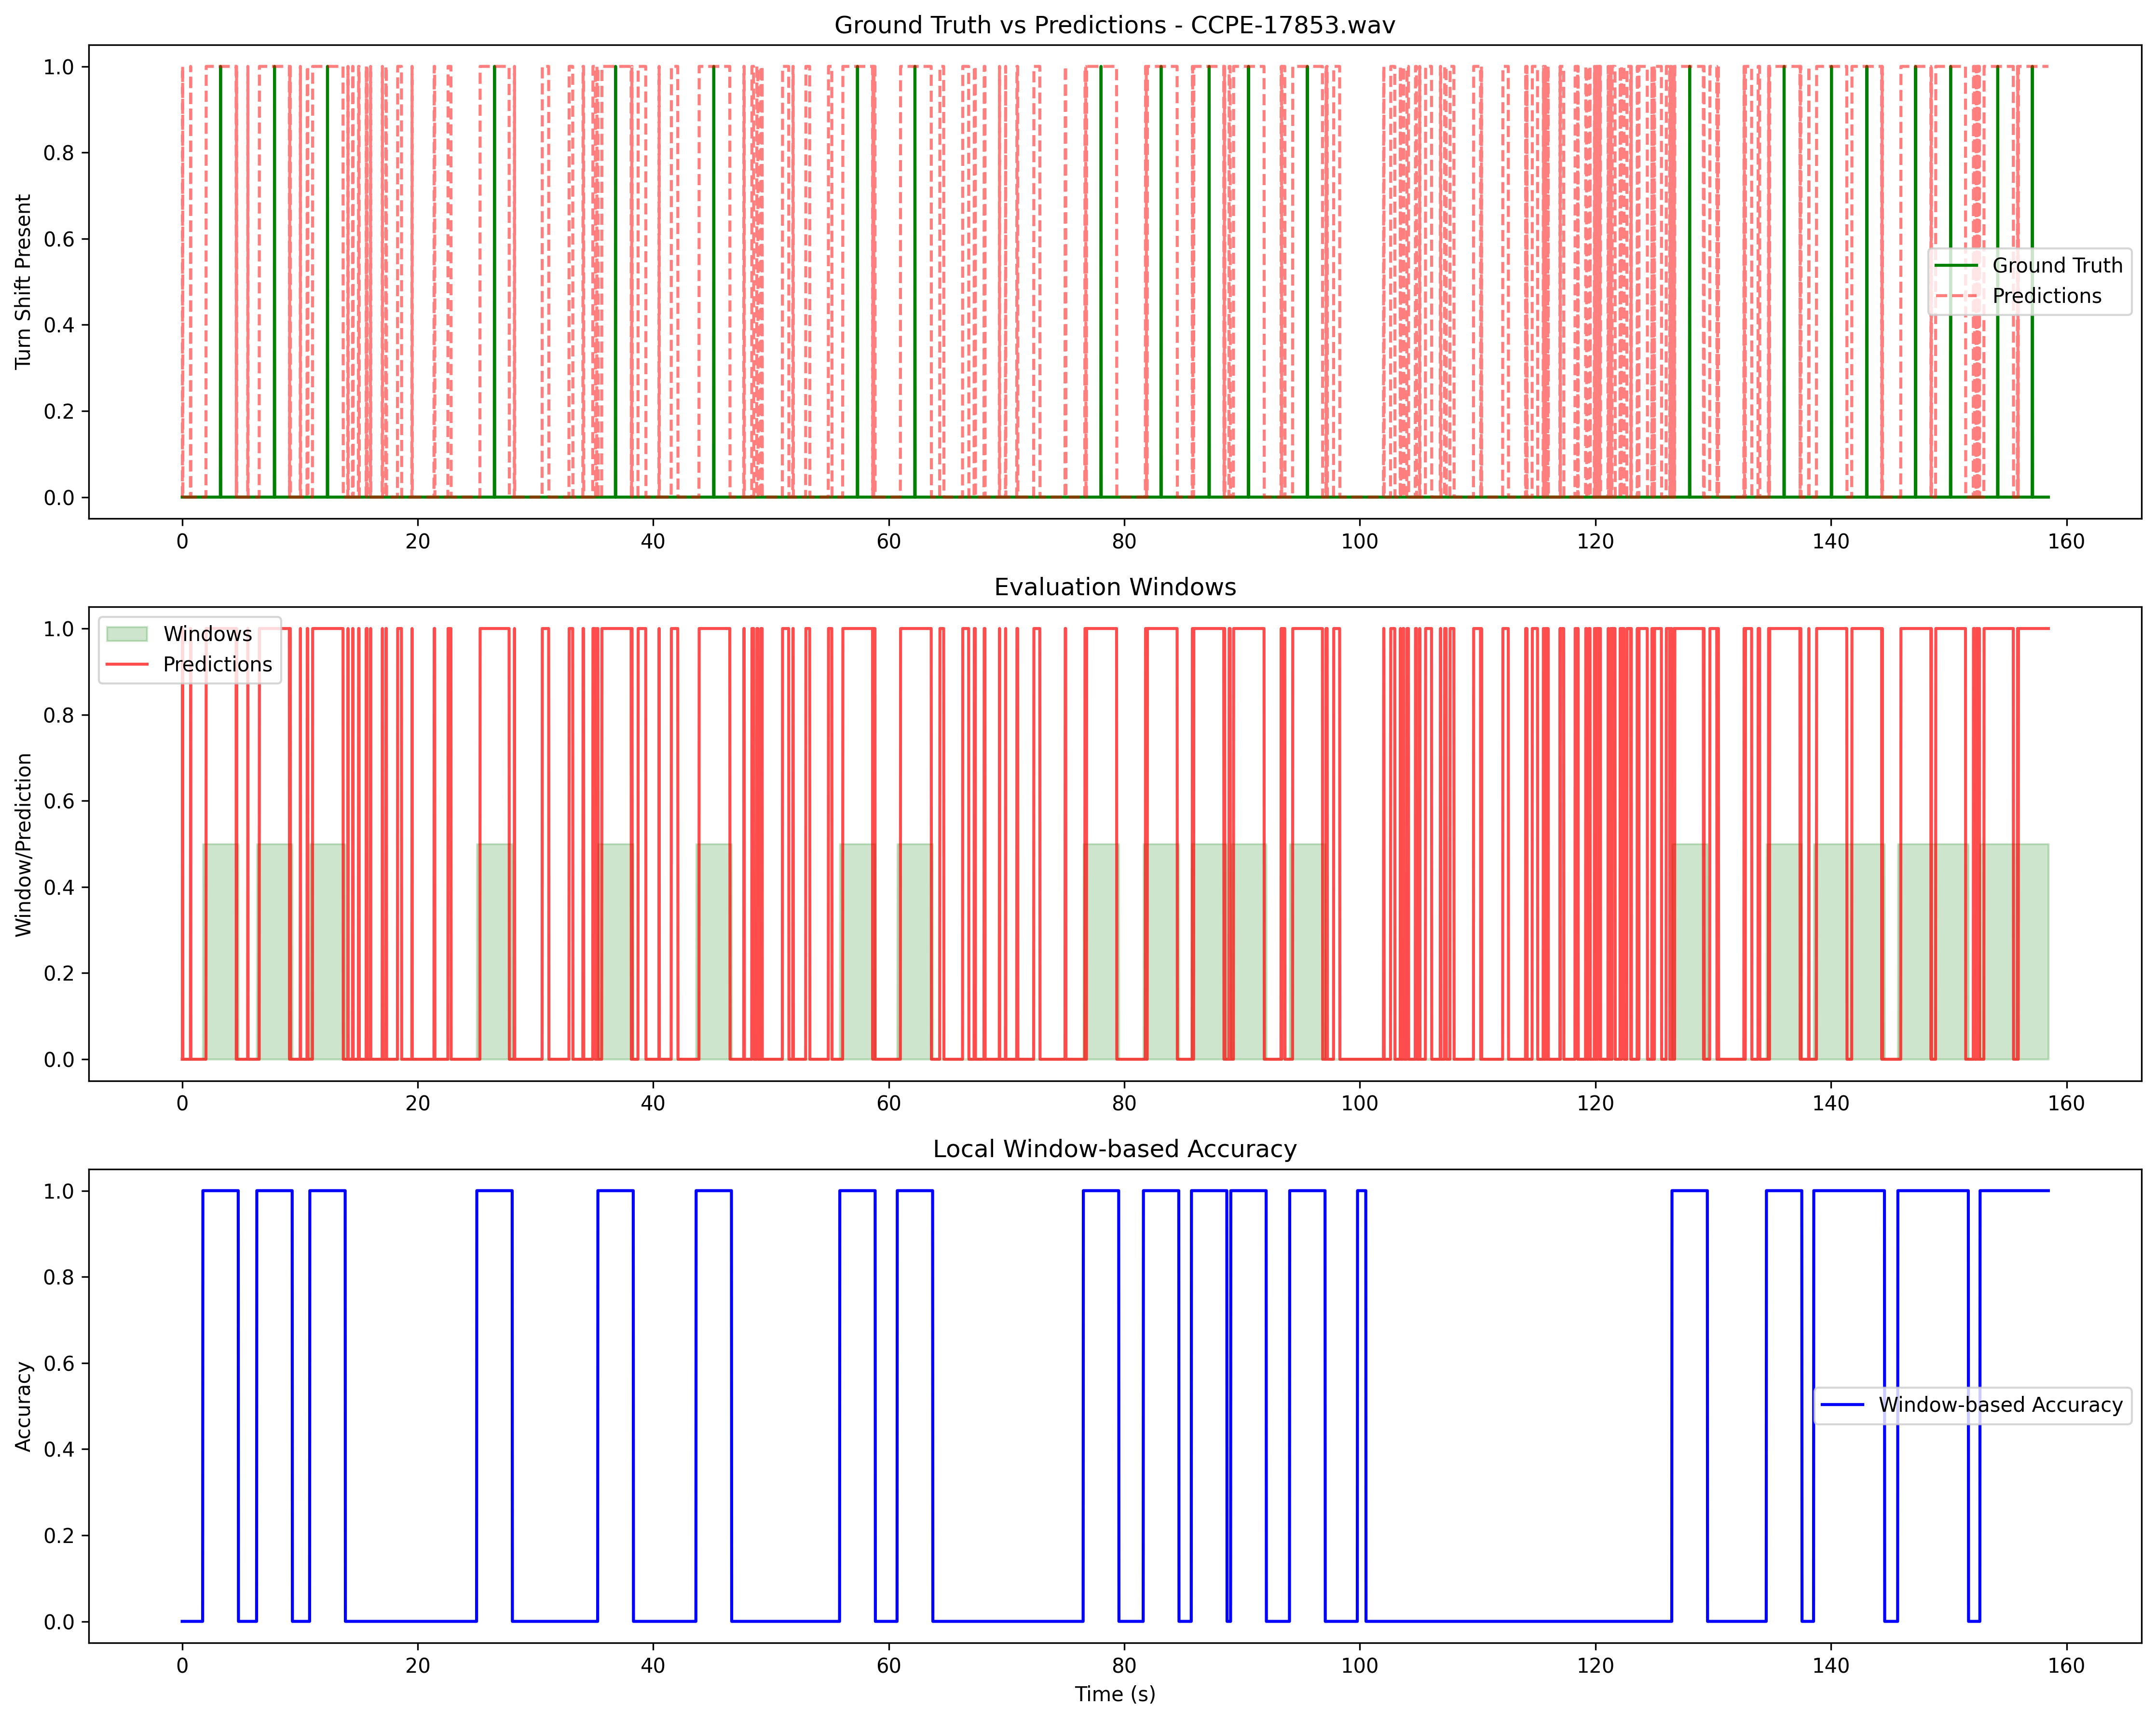 Ground Truth vs Predictions - CCPE-17853.wav
1.0
0.8
0.6
0.4
0.2
0.0
Turn Shift Present
Ground Truth
Predictions
0 20 40 60 80 100 120 140 160
Evaluation Windows
1.0
0.8
0.6
0.4
0.2
0.0
Window/Prediction
Windows
Predictions
0 20 40 60 80 100 120 140 160
Local Window-based Accuracy
1.0
0.8
0.6
0.4
0.2
0.0
Accuracy
Window-based Accuracy
0 20 40 60 80 100 120 140 160
Time (s)